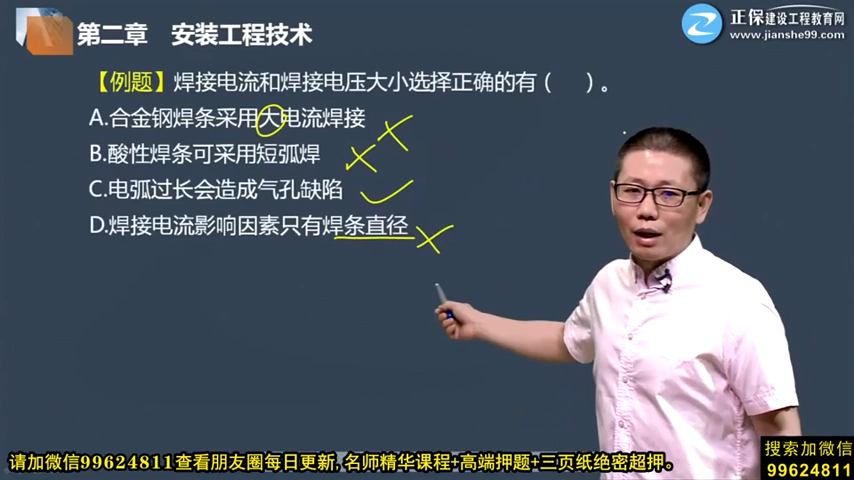 第二章 安装工程技术
正保建设工程教育网
www.jianshe99.com
【例题】焊接电流和焊接电压大小选择正确的有（ ）。
A.合金钢焊条采用大电流焊接
B.酸性焊条可采用短弧焊
C.电弧过长会造成气孔缺陷
D.焊接电流影响因素只有焊条直径
搜索加微信
99624811
请加微信99624811查看朋友圈每日更新,名师精华课程+高端押题+三页纸绝密超押。